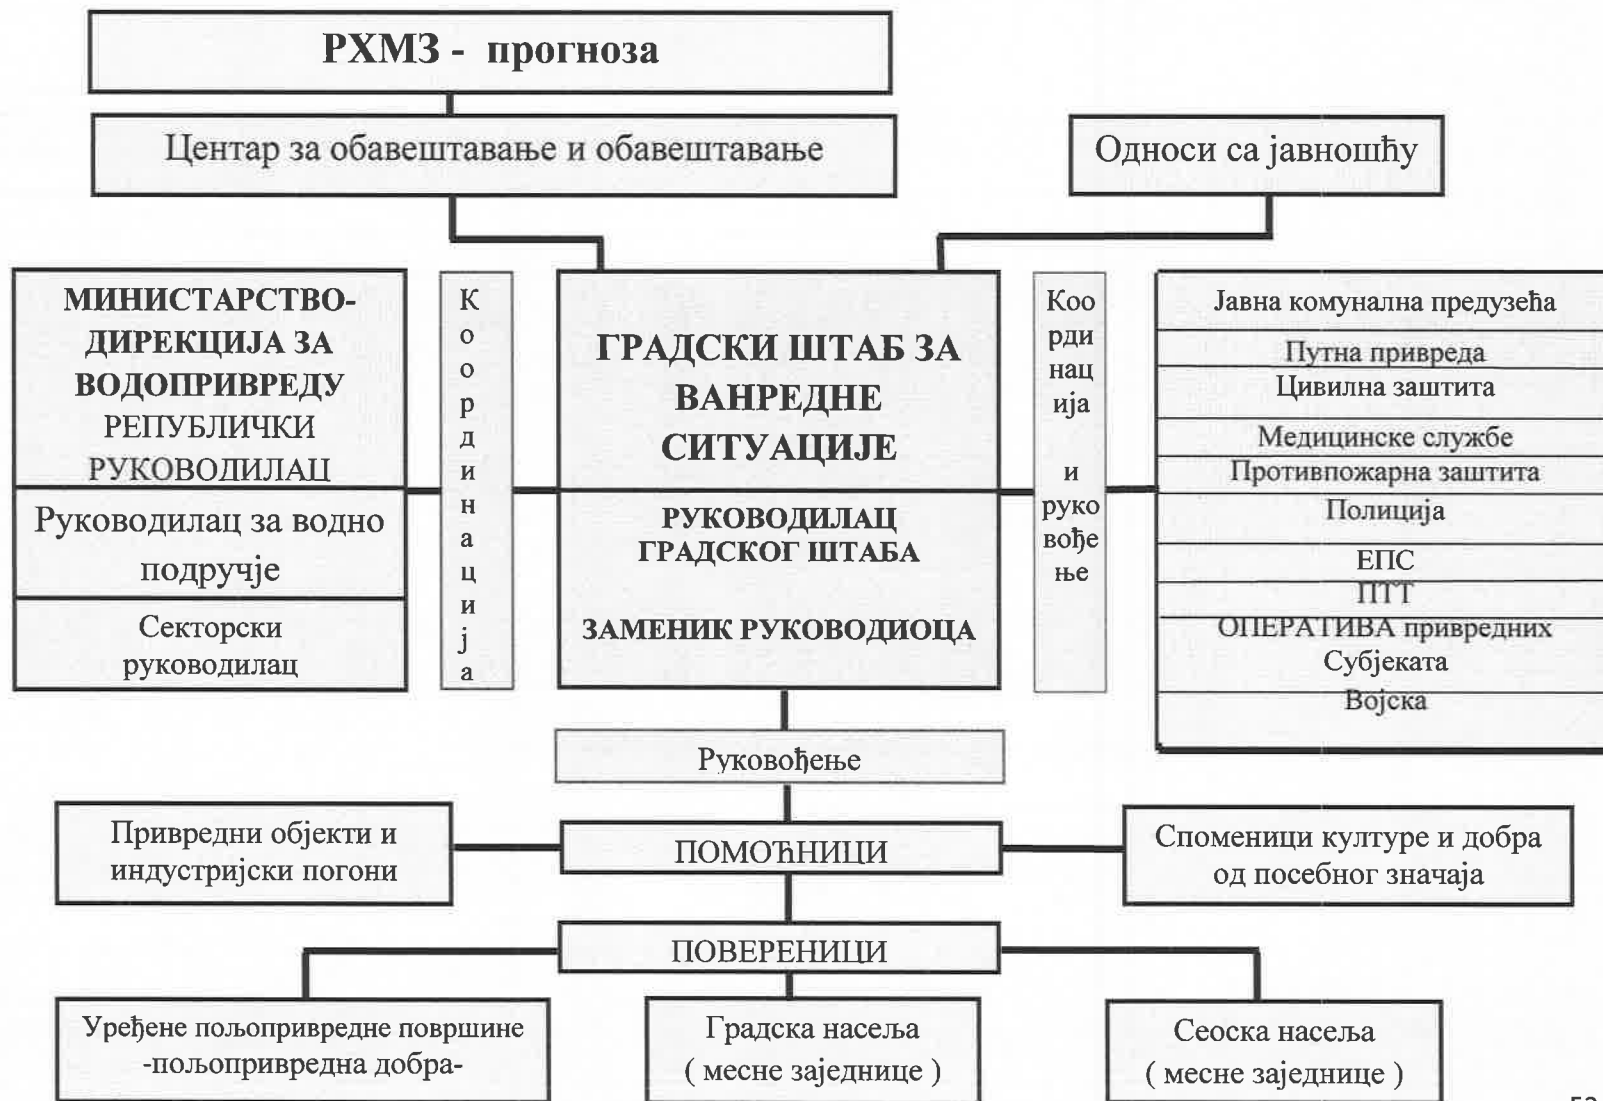 РХМЗ - прогноза
Центар за обавештавање и обавештавање
Односи са јавношћу
МИНИСТАРСТВО-
ДИРЕКЦИЈА ЗА
ВОДОПРИВРЕДУ
РЕПУБЛИЧКИ
РУКОВОДИЛАЦ
Руководилац за водно
подручје
Секторски
руководилац
К
о
о
р
д
и
н
а
ц
и
ј
а
ГРАДСКИ ШТАБ ЗА
ВАНРЕДНЕ
СИТУАЦИЈЕ
РУКОВОДИЛАЦ
ГРАДСКОГ ШТАБА
ЗАМЕНИК РУКОВОДИОЦА
Коо
рди
нац
ија
и
руко
вође
ње
Јавна комунална предузећа
Путна привреда
Цивилна заштита
Медицинске службе
Противпожарна заштита
Полиција
ЕПС
ПТТ
ОПЕРАТИВА привредних
Субјеката
Војска
Руковођење
Привредни објекти и
индустријски погони
ПОМОЋНИЦИ
Споменици културе и добра
од посебног значаја
ПОВЕРЕНИЦИ
Уређене пољопривредне површине
-пољопривредна добра-
Градска насеља
( месне заједнице )
Сеоска насеља
( месне заједнице )